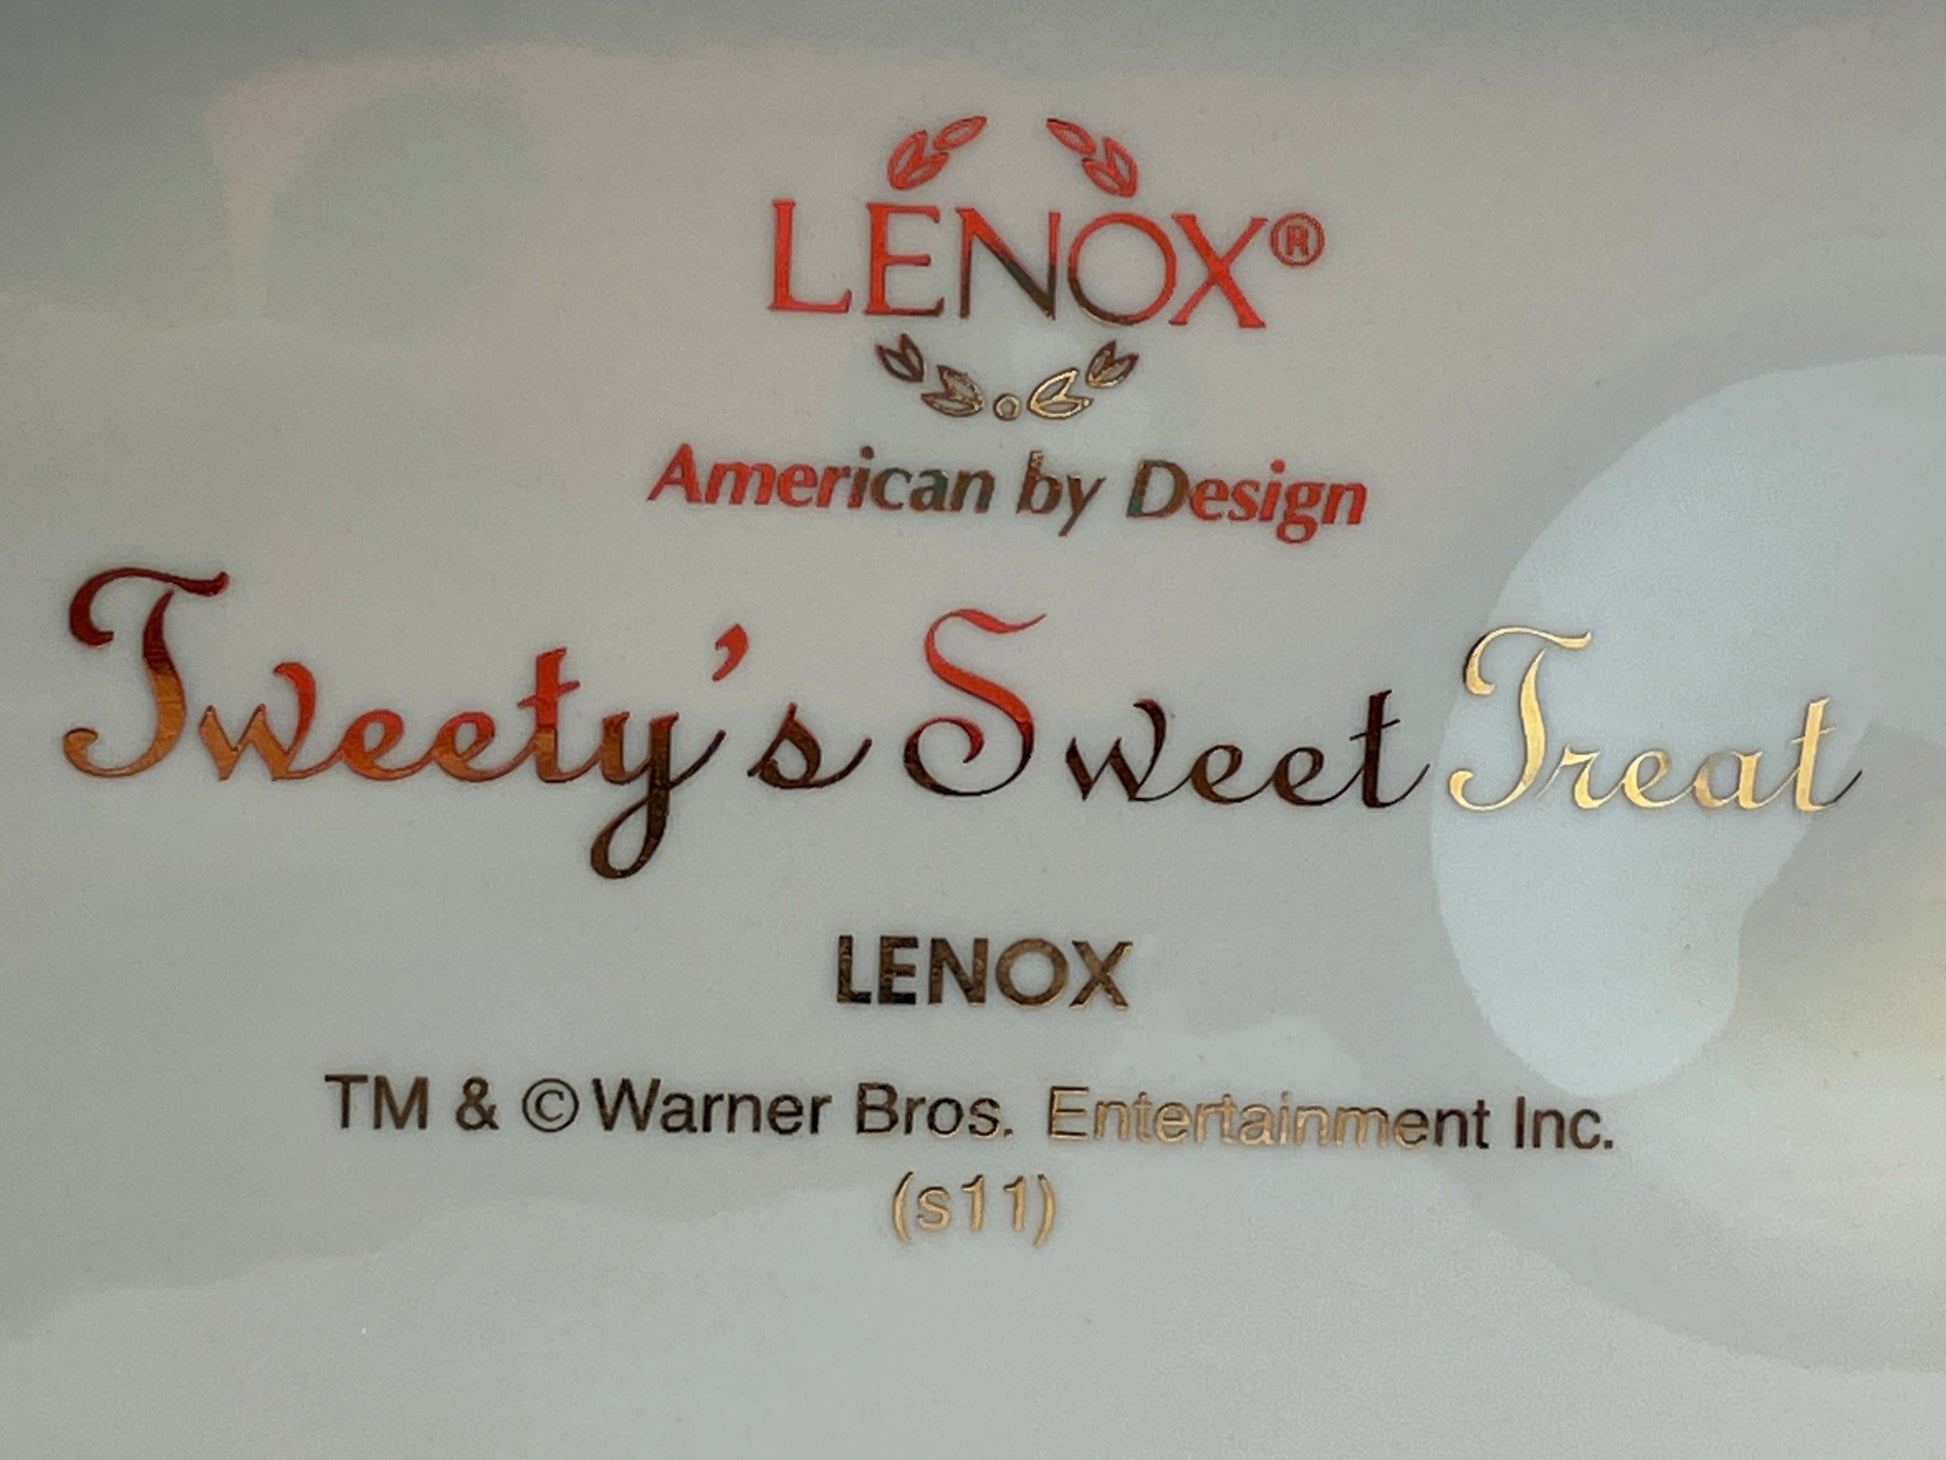 LENOX®
American by Design
Tweety's Sweet Treat
LENOX
TM & © Warner Bros. Entertainment Inc.
(s11)